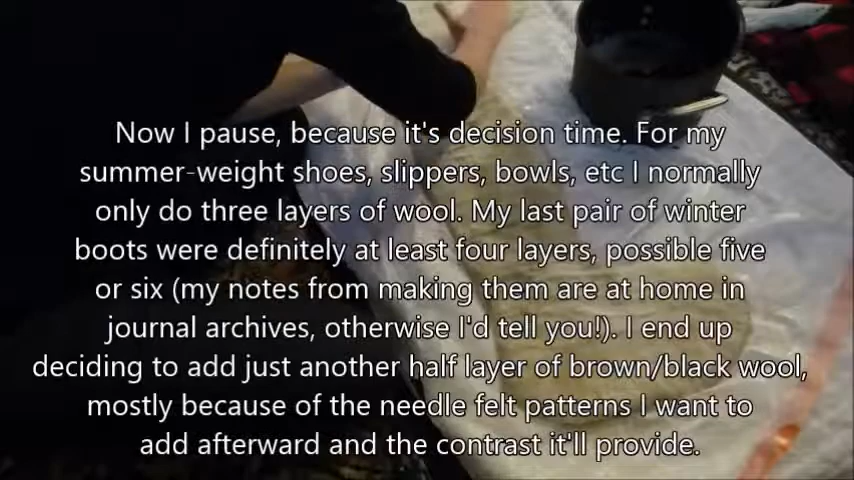 Now I pause, because it's decision time. For my
summer-weight shoes, slippers, bowls, etc I normally
only do three layers of wool. My last pair of winter
boots were definitely at least four layers, possible five
or six (my notes from making them are at home in
journal archives, otherwise I'd tell you!). I end up
deciding to add just another half layer of brown/black wool,
mostly because of the needle felt patterns I want to
add afterward and the contrast it'll provide.